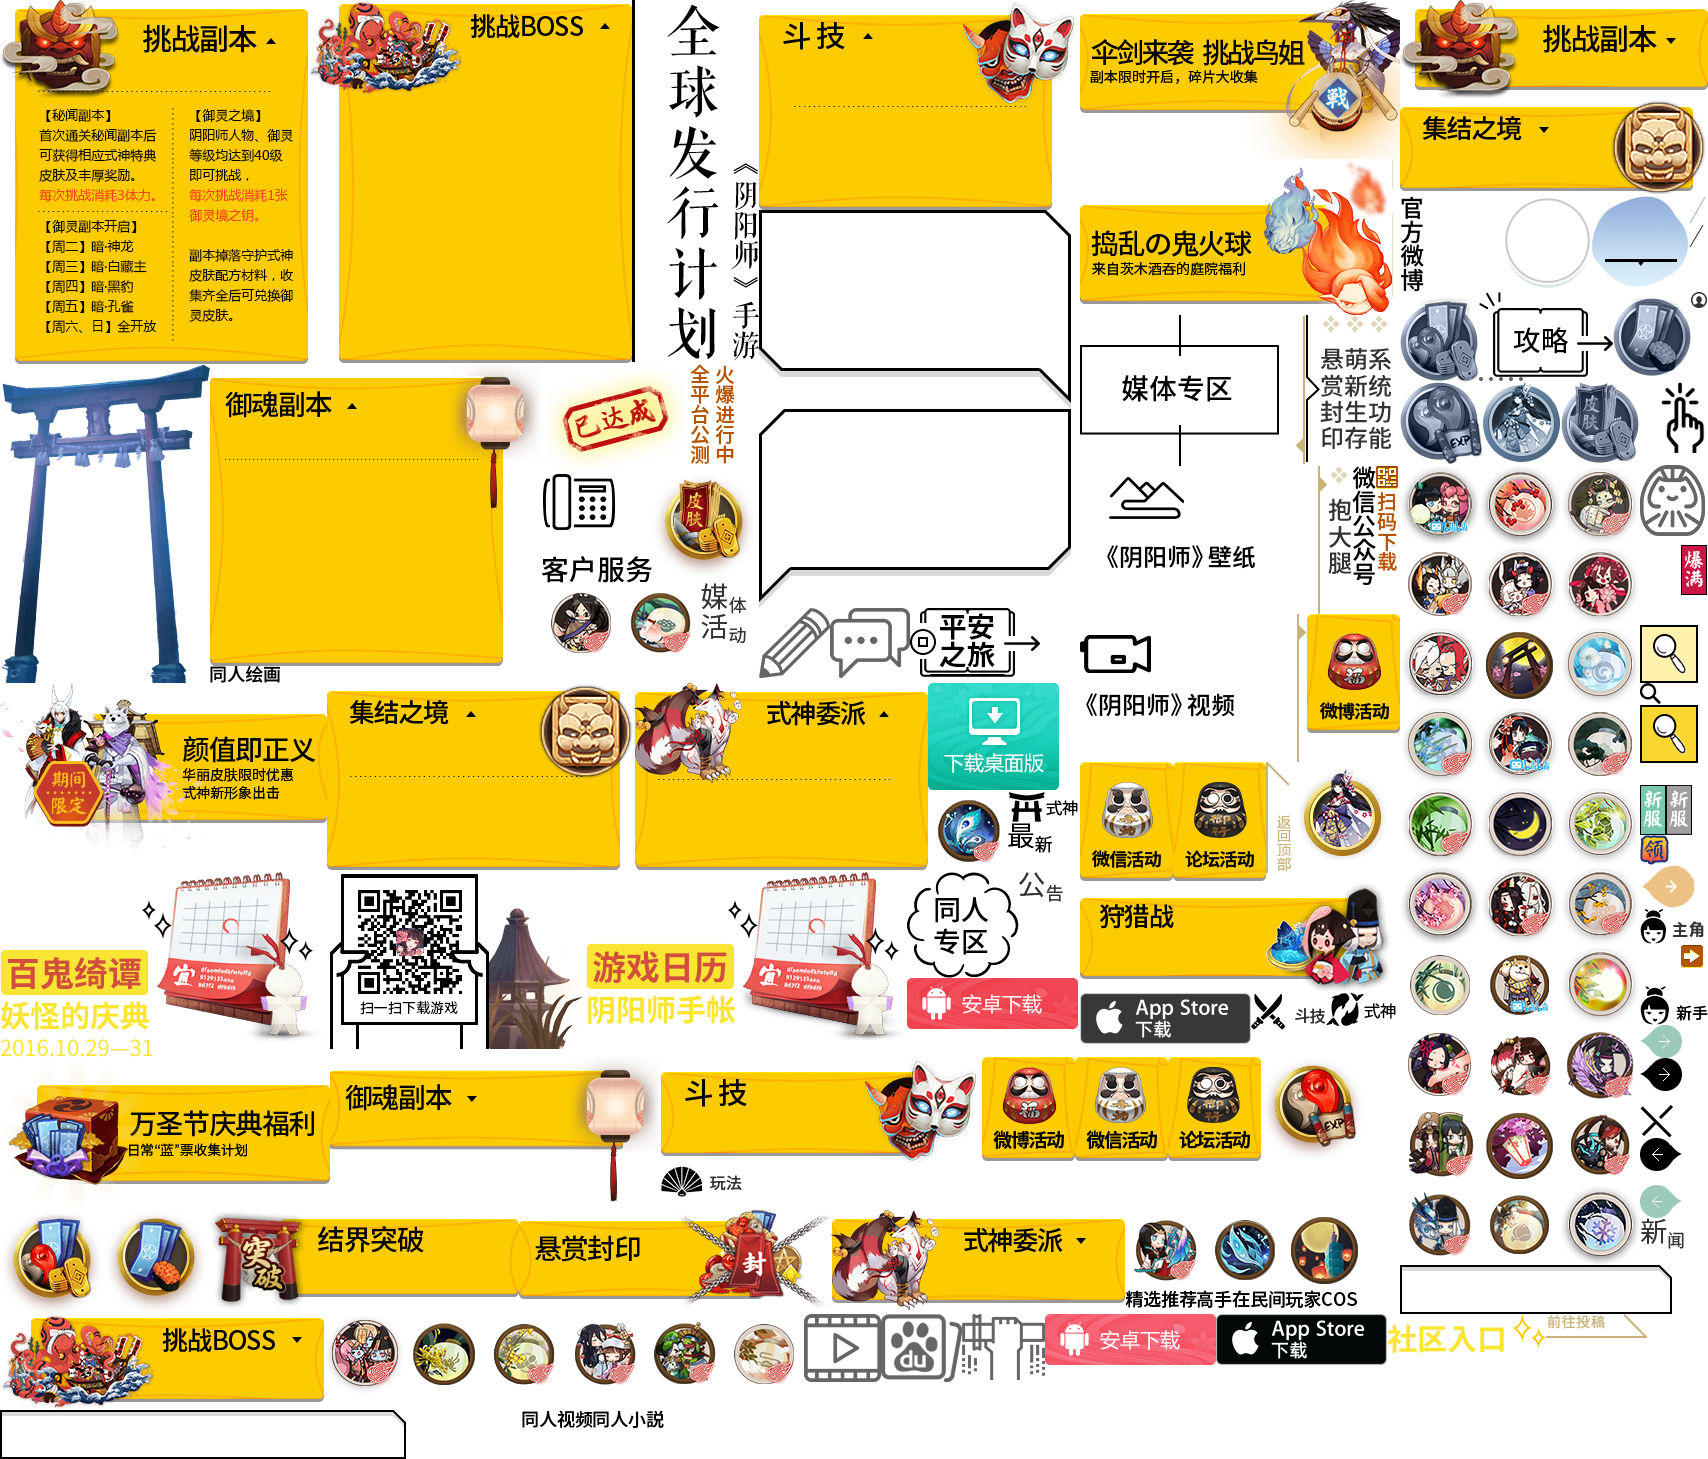 挑战副本
【秘闻副本】
首次通关秘闻副本后
可获得相应式神特典
皮肤及丰厚奖励。
每次挑战消耗3体力。
【御灵副本开启】
【周二】暗·神龙
【周三】暗·白藏主
【周四】暗·黑豹
【周五】暗·孔雀
【周六、日】全开放
【御灵之境】
阴阳师人物、御灵
等级均达到40级
即可挑战，
每次挑战消耗1张
御灵境之钥。
副本掉落守护式神
皮肤配方材料，收
集齐全后可兑换御
灵皮肤。
挑战BOSS
全球发行计划
《阴阳师》手游
斗技
伞剑来袭 挑战鸟姐
副本限时开启，碎片大收集
戰
挑战副本
集结之境
捣乱の鬼火球
来自茨木酒吞的庭院福利
官方微博
攻略
御魂副本
已达成
火爆进行中
全平台公测
皮肤
客户服务
媒体
活动
媒体专区
《阴阳师》壁纸
《阴阳师》视频
悬赏封印
萌新生存
系统功能
微信公众号
抱大腿
扫码下载
皮肤
EXP
爆满
平安
之旅
微博活动
同人绘画
颜值即正义
华丽皮肤限时优惠
式神新形象出击
期间
限定
集结之境
式神委派
下载桌面版
式神
最新
微信活动
论坛活动
返回顶部
新服
新服
领
百鬼绮谭
妖怪的庆典
2016.10.29—31
宜
扫一扫下载游戏
游戏日历
阴阳师手帐
宜
同人
专区
公告
安卓下载
狩猎战
App Store
下载
斗技
式神
主角
新手
万圣节庆典福利
日常“蓝”票收集计划
御魂副本
斗技
玩法
微博活动
微信活动
论坛活动
EXP
突破
结界突破
悬赏封印
封
式神委派
新闻
精选推荐高手在民间玩家COS
挑战BOSS
du
安卓下载
App Store
下载
社区入口
前往投稿
同人视频同人小説